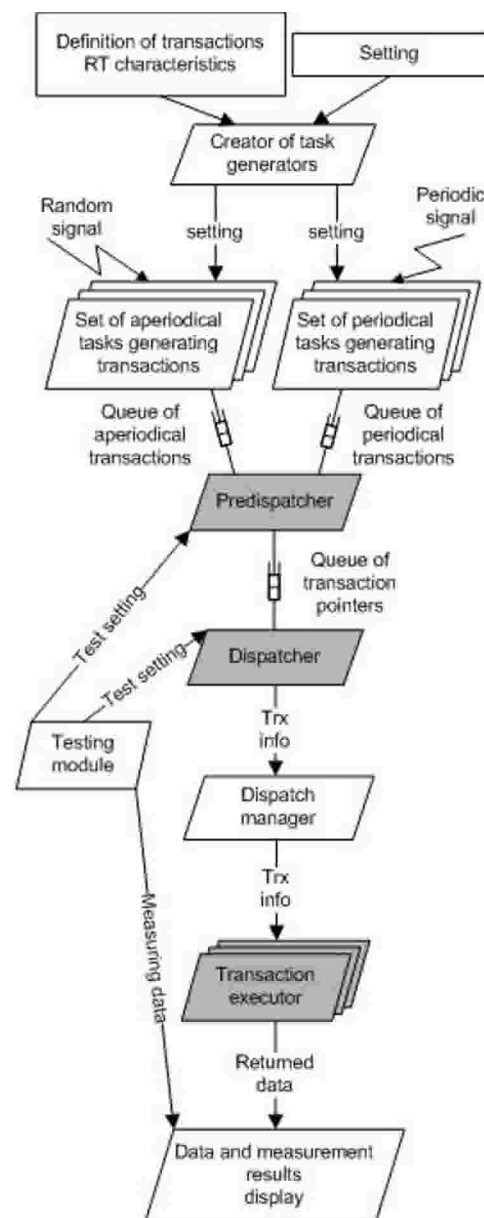 Definition of transactions
RT characteristics
Setting
Creator of task
generators
Random
signal
setting
setting
Periodic
signal
Set of aperiodical
tasks generating
transactions
Set of periodical
tasks generating
transactions
Queue of
aperiodical
transactions
Queue of
periodical
transactions
Predispatcher
Queue of
transaction
pointers
Test setting
Test setting
Dispatcher
Trx
info
Testing
module
Dispatch
manager
Trx
info
Measuring data
Transaction
executor
Returned
data
Data and measurement
results
display